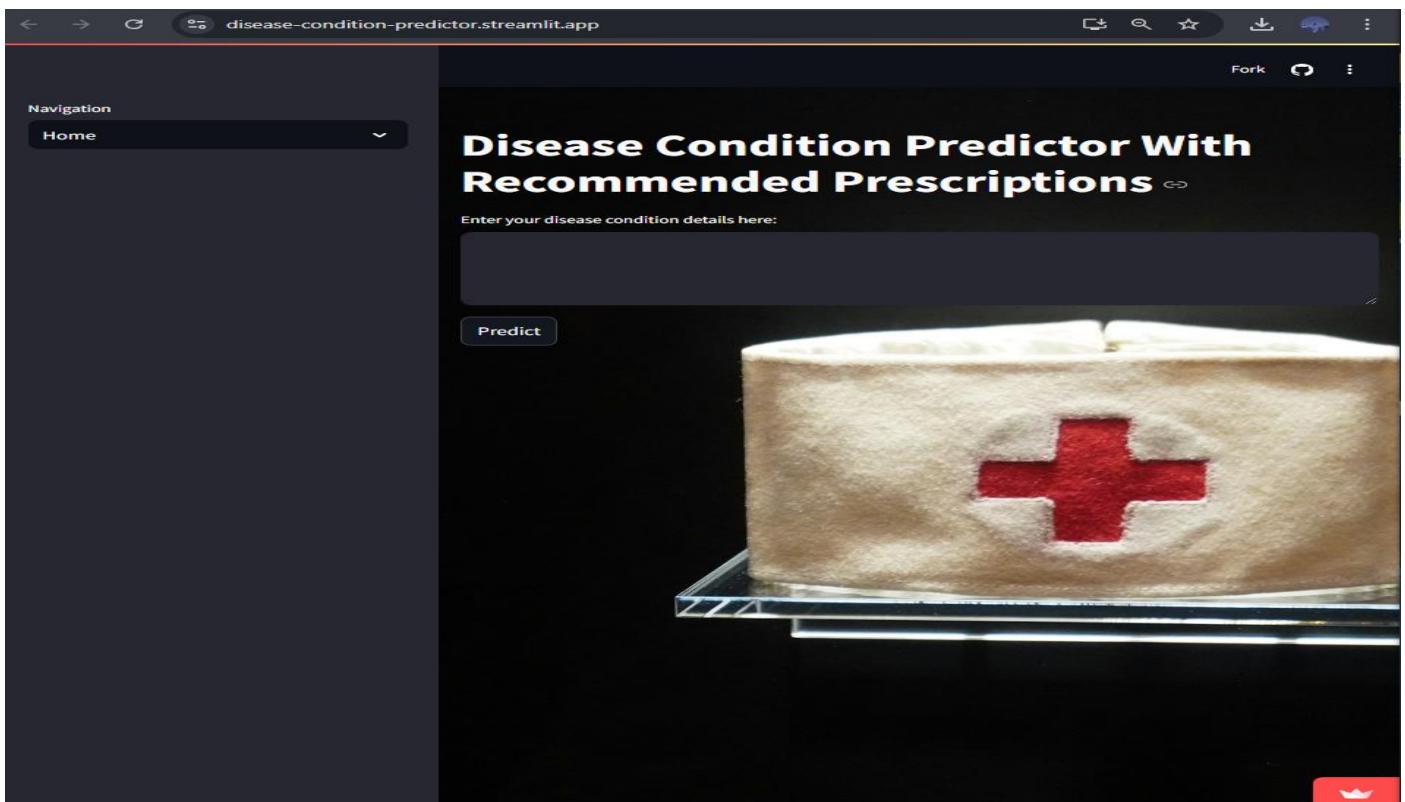 disease-condition-predictor.streamlit.app
Fork
Navigation
Home
Disease Condition Predictor With
Recommended Prescriptions
Enter your disease condition details here:
Predict